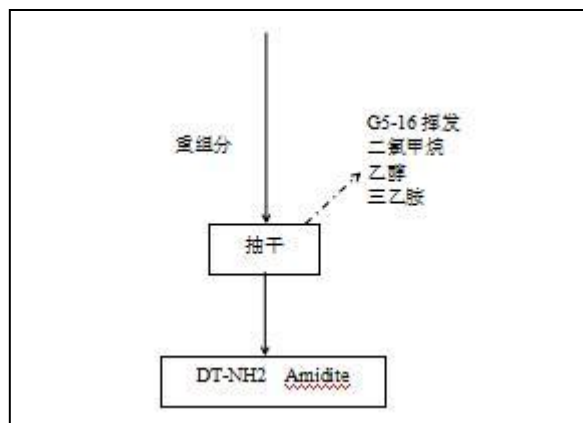 重组分
G5-16 挥发
二氯甲烷
乙醇
三乙胺
抽干
DT-NH2 Amidite